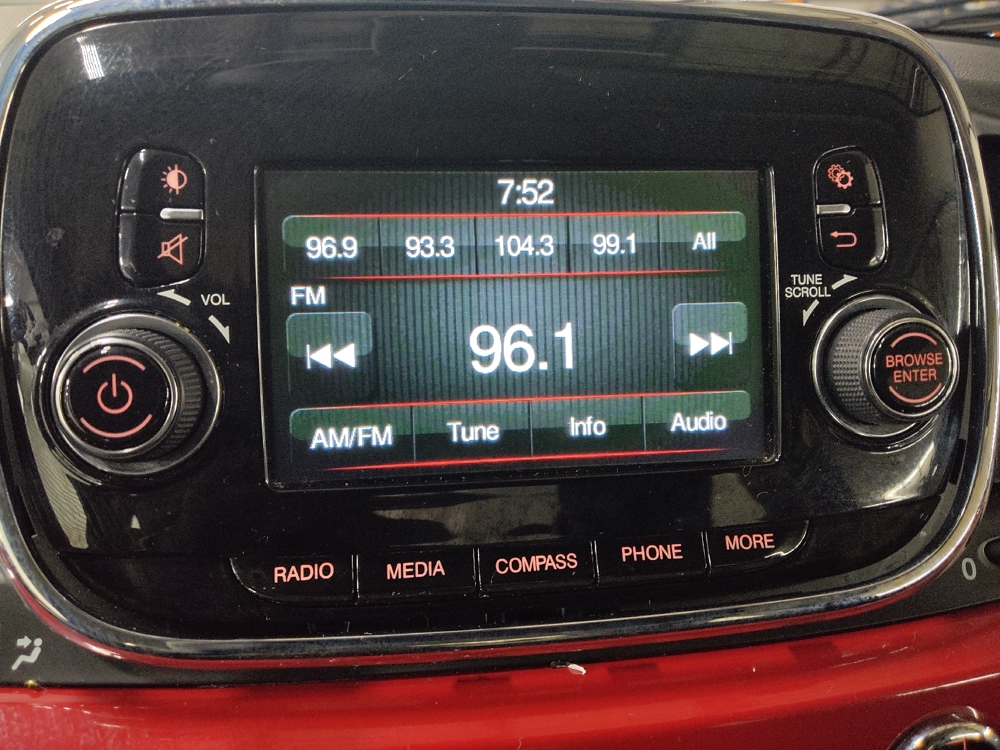 7:52
96.9 93.3 104.3 99.1 All
VOL
TUNE
SCROLL
FM
96.1
BROWSE
ENTER
AM/FM Tune Info Audio
RADIO MEDIA COMPASS PHONE MORE
0